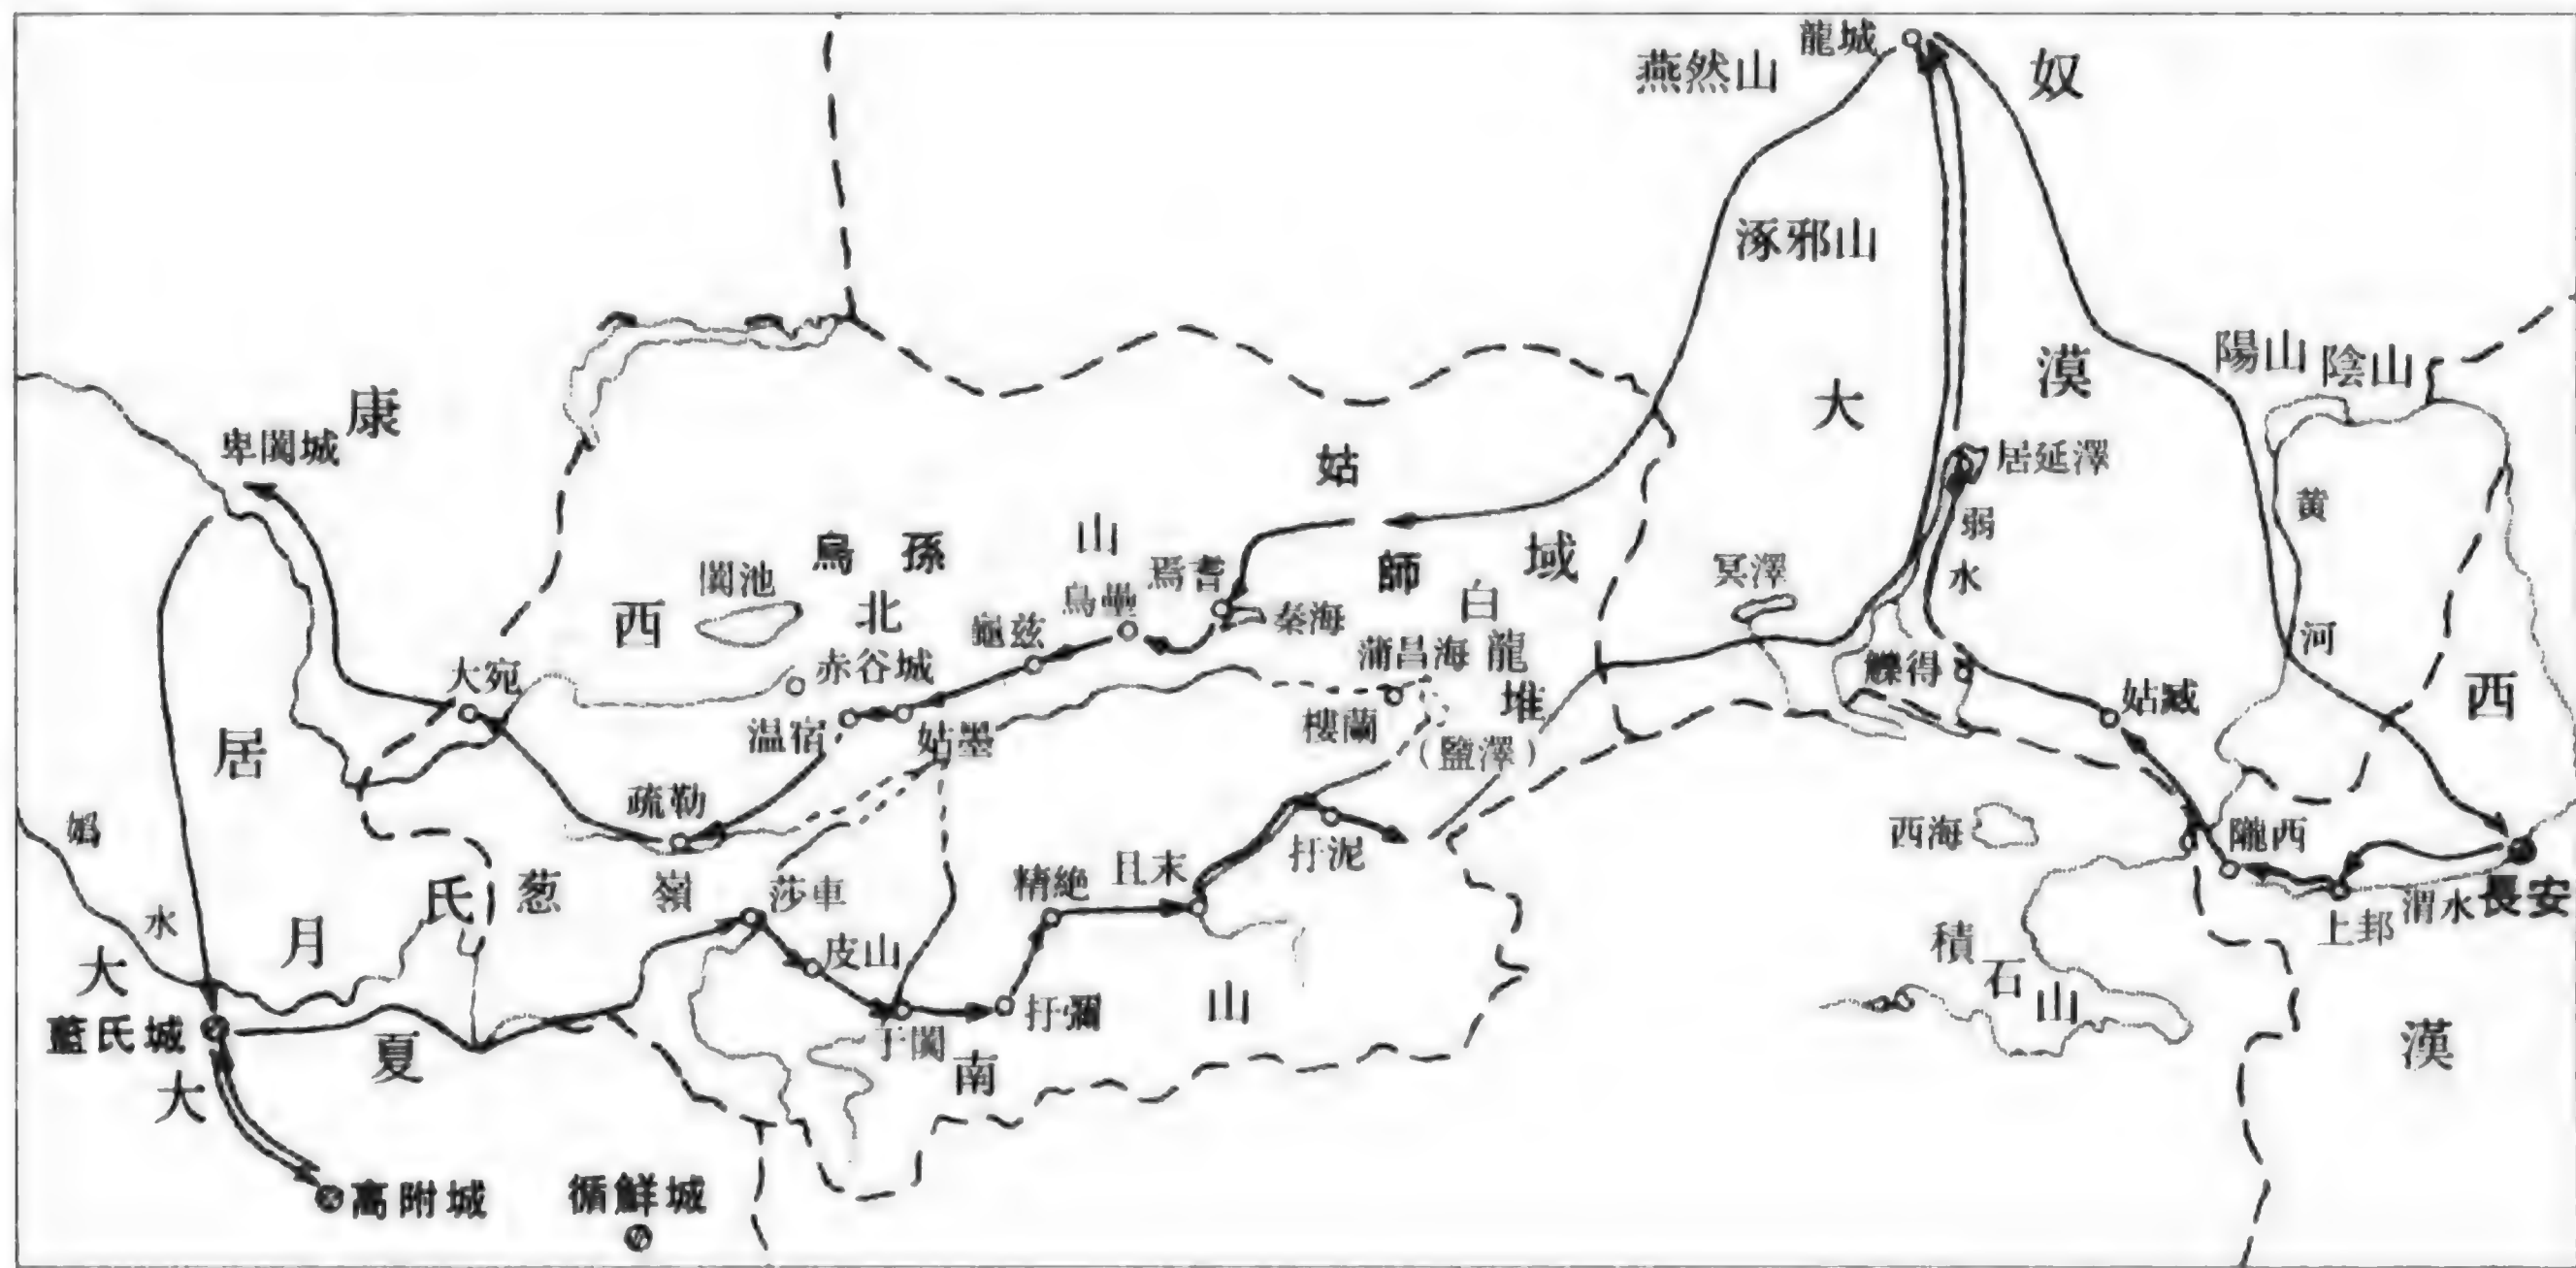 龍城
燕然山
奴
涿邪山
陽山
陰山
漠
大
康
卑闐城
居延澤
姑
黄
弱
山
烏孫
域
師
焉耆
冥澤
闐池
水
白
烏壘
北
西
秦海
龜兹
河
龍
蒲昌海
赤谷城
大宛
觻得
西
姑臧
堆
樓蘭
姑墨
温宿
居
(鹽澤)
疏勒
嬀
西海
隴西
扜泥
且末
精絶
葱
嶺
莎車
氏
長安
渭水
水
上邽
月
積
皮山
大
石
山
山
扜彌
藍氏城
于闐
漢
夏
南
大
高附城
循鮮城